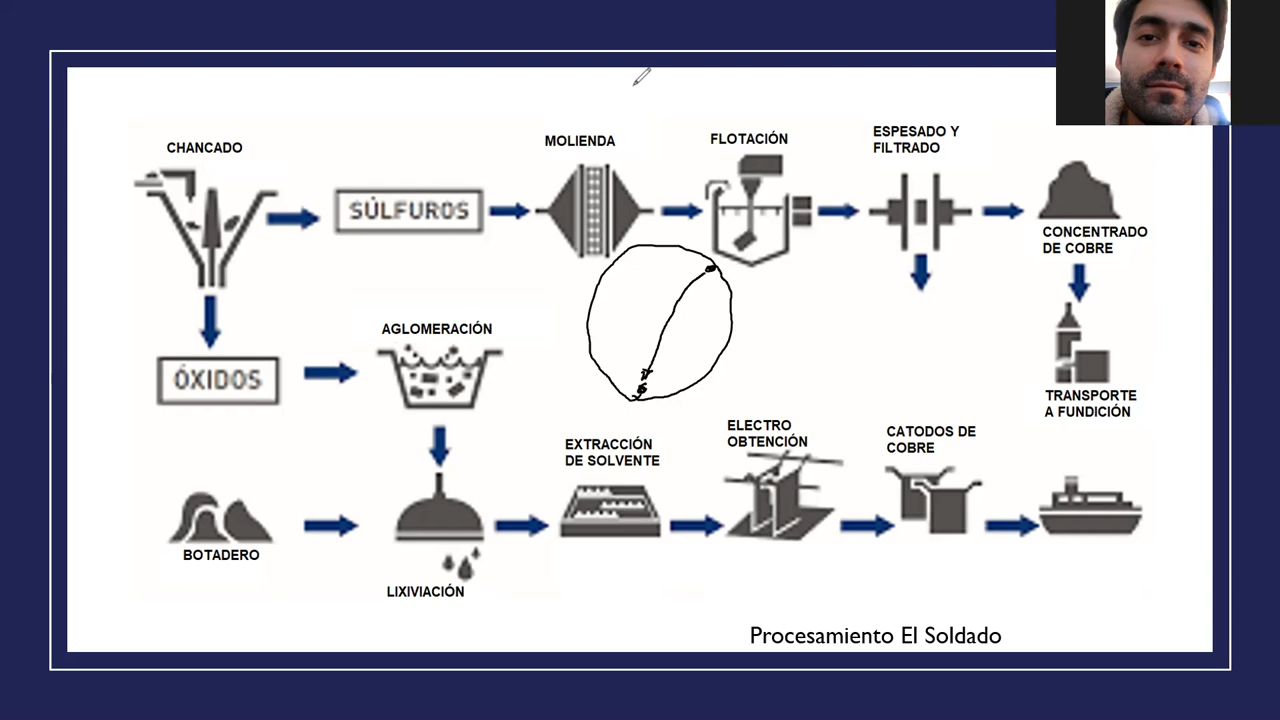 CHANCADO
SÚLFUROS
MOLIENDA
FLOTACIÓN
ESPESADO Y
FILTRADO
CONCENTRADO
DE COBRE
TRANSPORTE
A FUNDICIÓN
ÓXIDOS
AGLOMERACIÓN
BOTADERO
LIXIVIACIÓN
EXTRACCIÓN
DE SOLVENTE
ELECTRO
OBTENCIÓN
CATODOS DE
COBRE
Procesamiento El Soldado